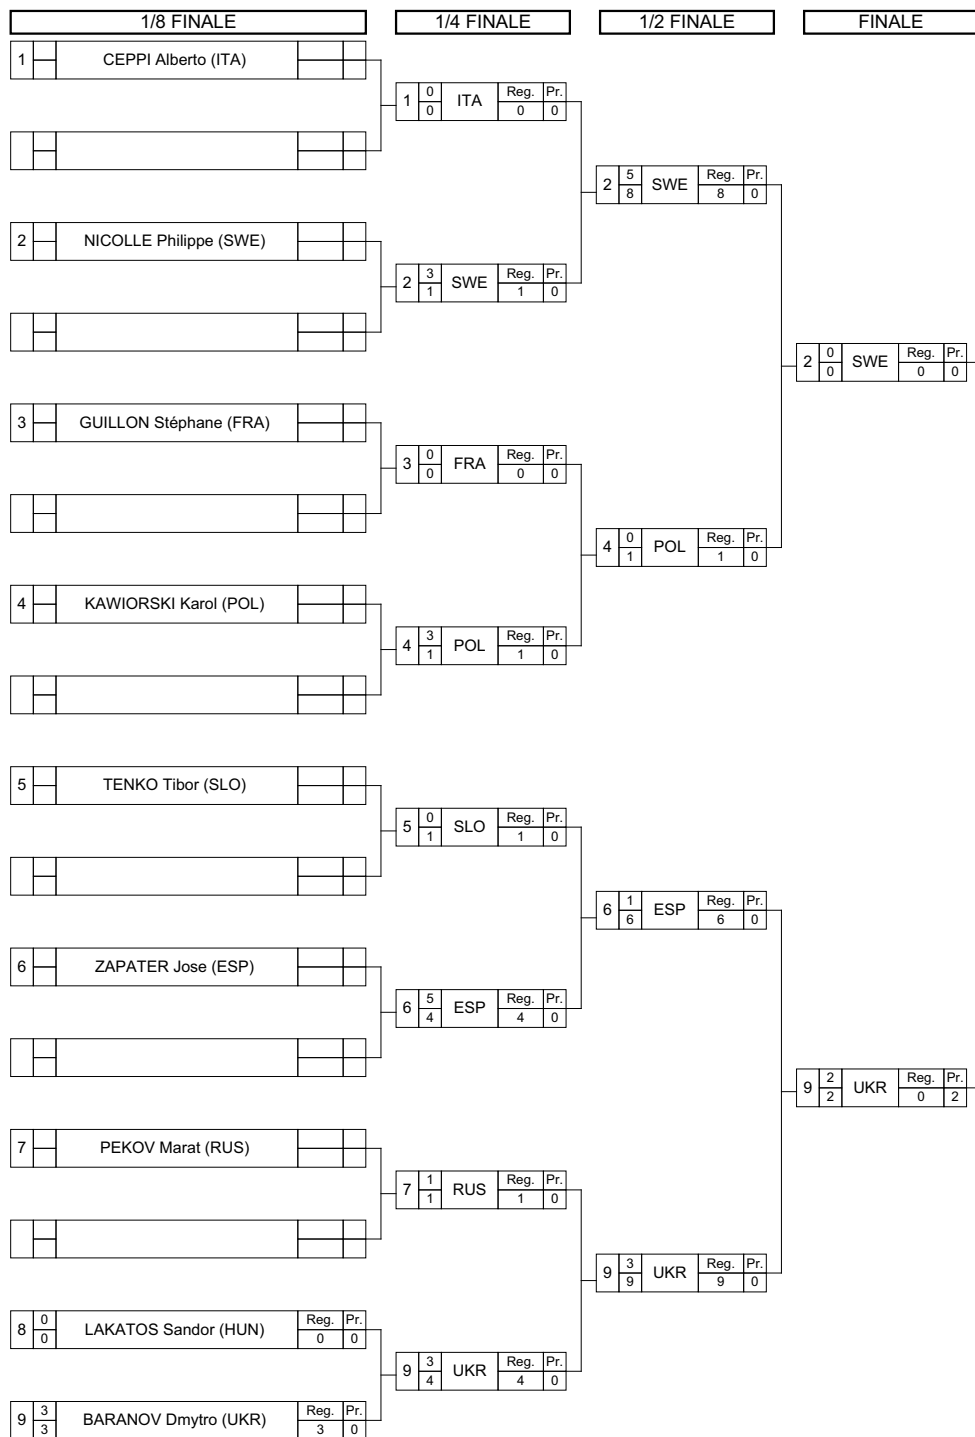 1/8 FINALE 1/4 FINALE 1/2 FINALE FINALE
1 CEPPI Alberto (ITA)
1 0 ITA Reg. Pr.
0 0 0
2 5 SWE Reg. Pr.
8 8 0
2 NICOLLE Philippe (SWE)
2 3 SWE Reg. Pr.
1 1 0
2 0 SWE Reg. Pr.
0 0 0
3 GUILLON Stéphane (FRA)
3 0 FRA Reg. Pr.
0 0 0
4 0 POL Reg. Pr.
1 1 0
4 KAWIORSKI Karol (POL)
4 3 POL Reg. Pr.
1 1 0
5 TENKO Tibor (SLO)
5 0 SLO Reg. Pr.
1 1 0
6 1 ESP Reg. Pr.
6 6 0
6 ZAPATER Jose (ESP)
6 5 ESP Reg. Pr.
4 4 0
9 2 UKR Reg. Pr.
2 0 2
7 PEKOV Marat (RUS)
7 1 RUS Reg. Pr.
1 1 0
9 3 UKR Reg. Pr.
9 9 0
8 0 LAKATOS Sandor (HUN) Reg. Pr.
0 0 0
9 3 UKR Reg. Pr.
4 4 0
9 3 BARANOV Dmytro (UKR) Reg. Pr.
3 3 0